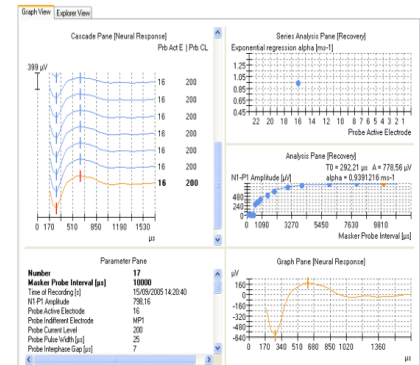 Graph View Explorer View
Cascade Pane [Neural Response]
Prb Act E | Prb CL
399 µV
16 200
16 200
16 200
16 200
16 200
16 200
16 200
16 200
0 170 510 850 1190 1530
µs
Series Analysis Pane [Recovery]
Exponential regression alpha [ms-1]
1.25
1.05
0.85
0.65
0.45
22 20 18 16 14 12 10 8 7 6 5 4 3 2 1
Probe Active Electrode
Analysis Pane [Recovery]
T0 = 292,21 µs A = 778,56 µV
N1-P1 Amplitude [µV] alpha = 0,9391216 ms-1
480
240
0
0 1090 3270 5450 7630 9810
Masker Probe Interval [µs]
Parameter Pane
Number 17
Masker Probe Interval [µs] 10000
Time of Recording [s] 15/09/2005 14:20:40
N1-P1 Amplitude 798,16
Probe Active Electrode 16
Probe Indifferent Electrode MP1
Probe Current Level 200
Probe Pulse Width [µs] 25
Probe Interphase Gap [µs] 7
Graph Pane [Neural Response]
µV
160
0
-160
-320
-480
-640
0 170 340 510 680 850 1020 1360
µs